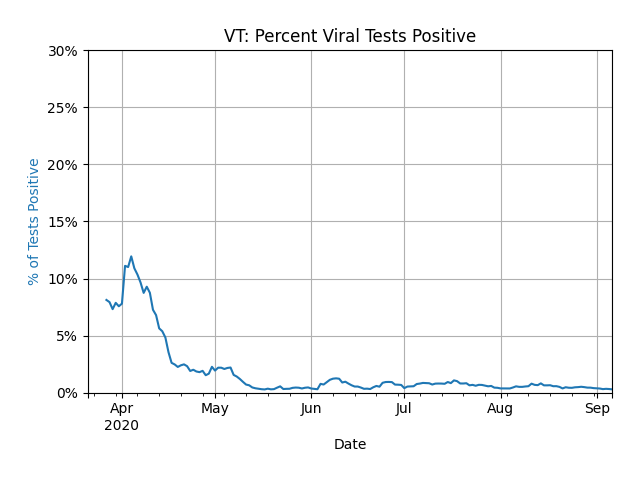 VT: Percent Viral Tests Positive
30%
25%
20%
15%
10%
5%
0%
% of Tests Positive
Apr May Jun Jul Aug Sep
2020
Date